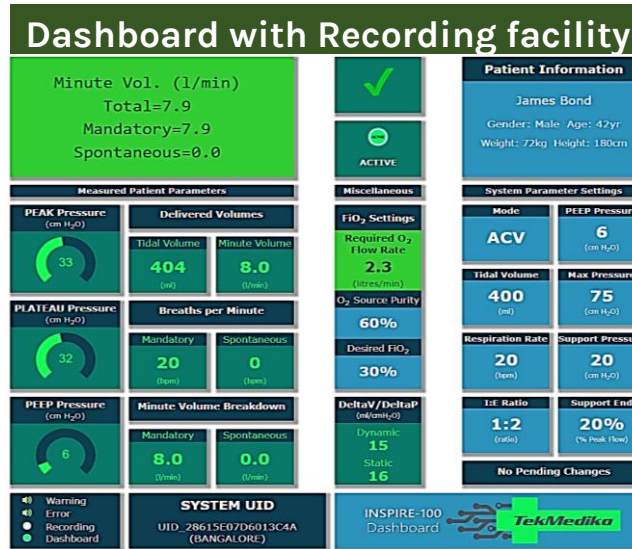 Dashboard with Recording facility
Minute Vol. (l/min)
Total=7.9
Mandatory=7.9
Spontaneous=0.0
ACTIVE
Patient Information
James Bond
Gender: Male Age: 42yr
Weight: 72kg Height: 180cm
Measured Patient Parameters
Miscellaneous
System Parameter Settings
PEAK Pressure
(cm H₂O)
33
Delivered Volumes
Tidal Volume
404
(ml)
Minute Volume
8.0
(l/min)
FiO₂ Settings
Required O₂
Flow Rate
2.3
(litres/min)
O₂ Source Purity
60%
Desired FiO₂
30%
Mode
ACV
PEEP Pressur
6
(cm H₂O)
Tidal Volume
400
(ml)
Max Pressure
75
(cm H₂O)
PLATEAU Pressure
(cm H₂O)
32
Breaths per Minute
Mandatory
20
(bpm)
Spontaneous
0
(bpm)
Respiration Rate
20
(bpm)
Support Pressu
20
(cm H₂O)
PEEP Pressure
(cm H₂O)
6
Minute Volume Breakdown
Mandatory
8.0
(l/min)
Spontaneous
0.0
(l/min)
DeltaV/DeltaP
(ml/cmH₂O)
Dynamic
15
Static
16
I:E Ratio
1:2
(ratio)
Support End
20%
(% Peak Flow)
No Pending Changes
Warning
Error
Recording
Dashboard
SYSTEM UID
UID_28615E07D6013C4A
(BANGALORE)
INSPIRE-100
Dashboard
TekMedika